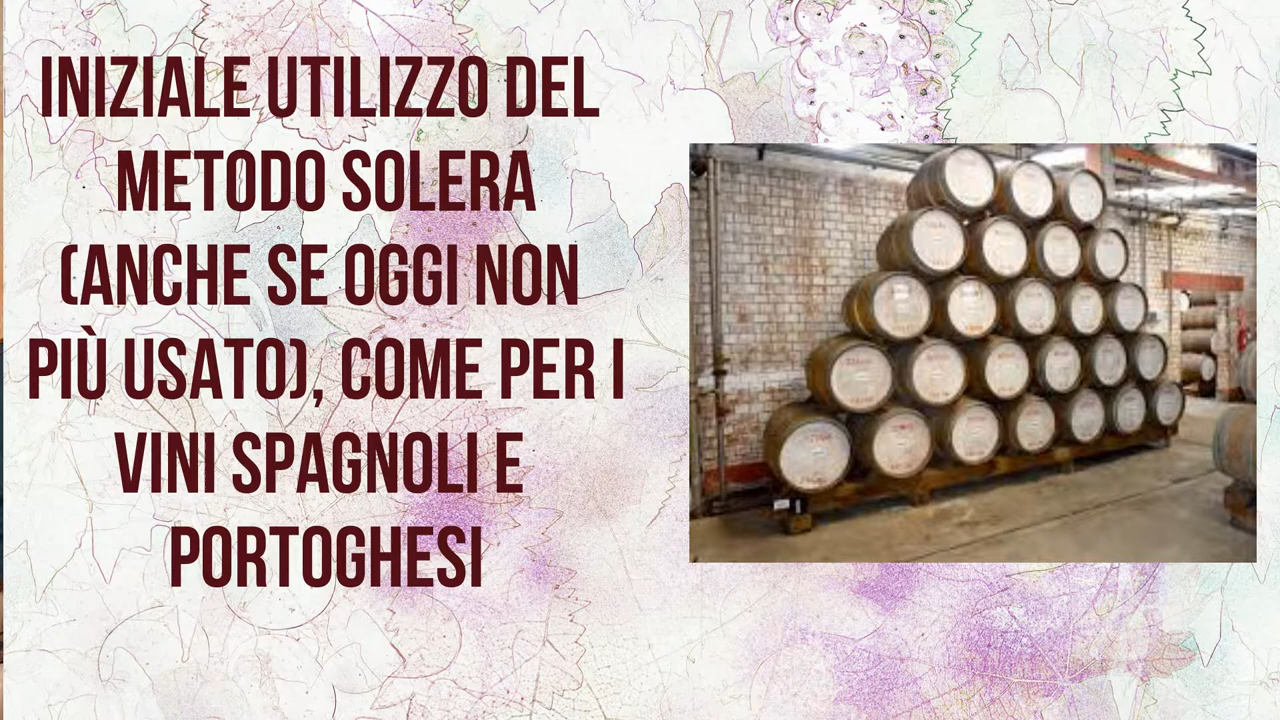 INIZIALE UTILIZZO DEL
METODO SOLERA
(ANCHE SE OGGI NON
PIÙ USATO), COME PER I
VINI SPAGNOLI E
PORTOGHESI